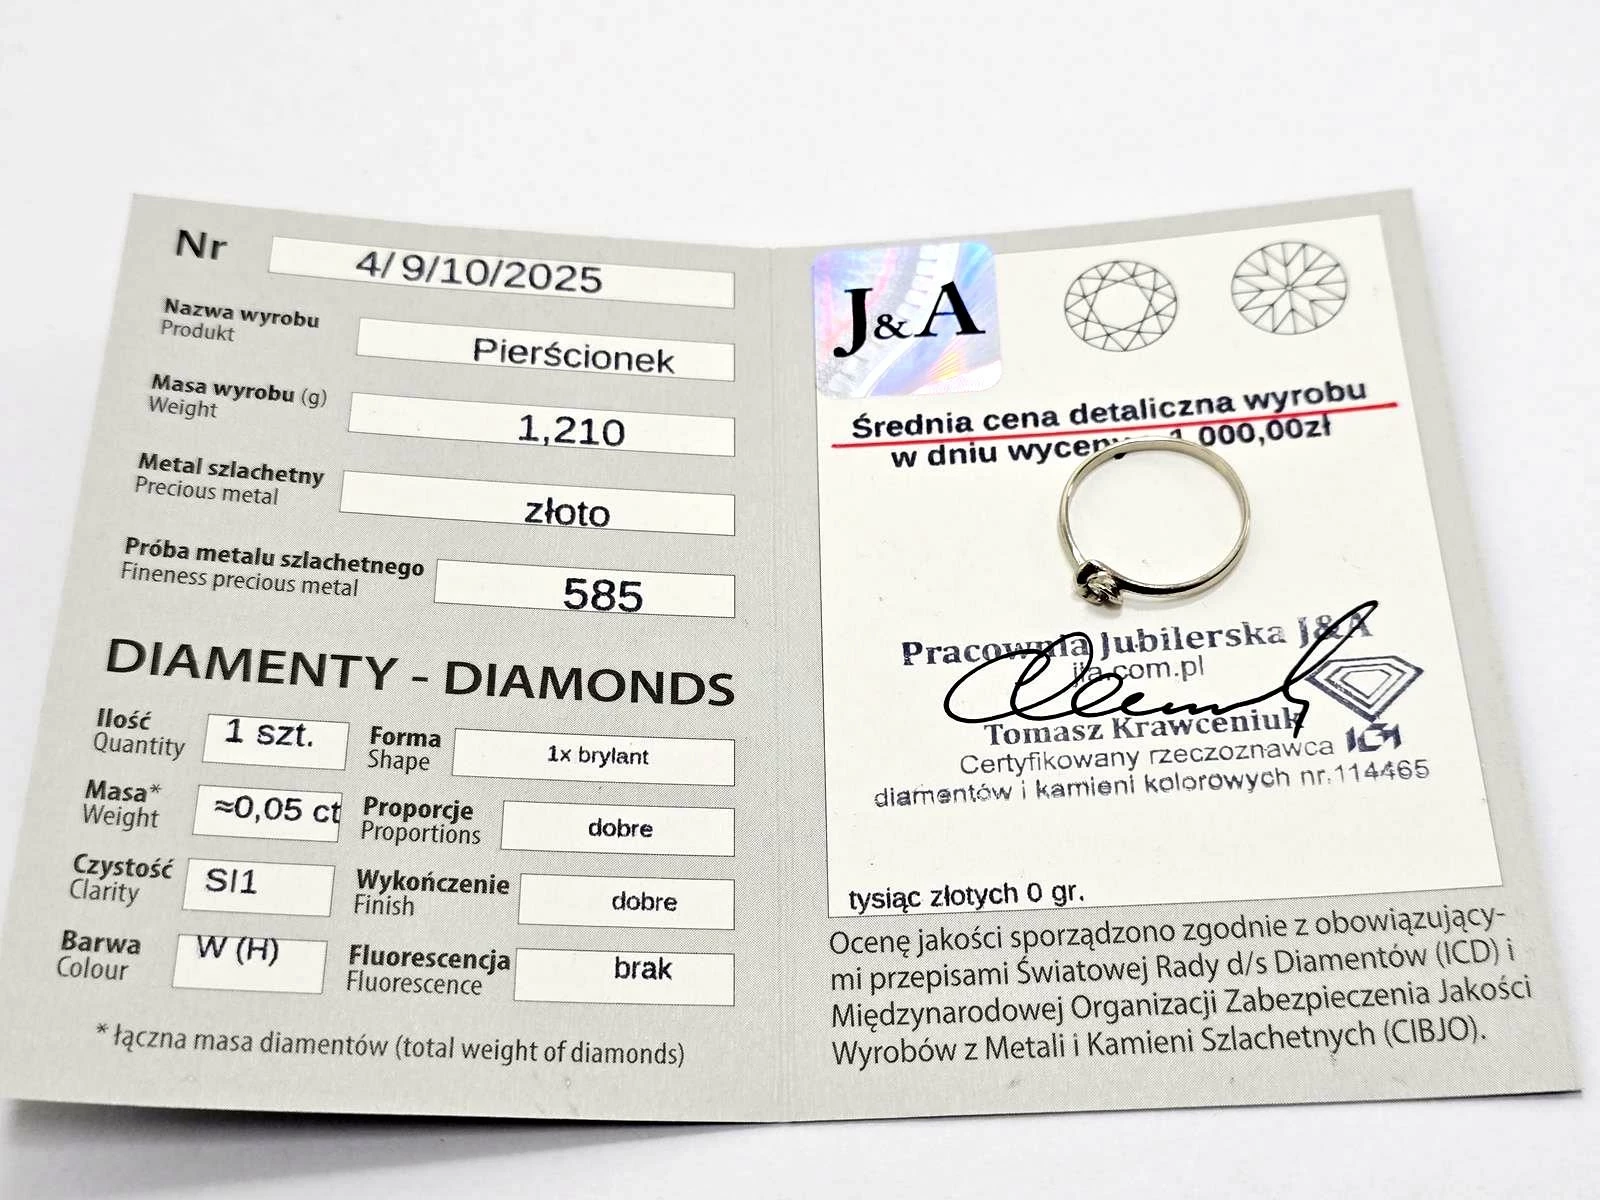 Nr 4/ 9/10/2025
Nazwa wyrobu
Produkt
Pierścionek
Masa wyrobu (g)
Weight
1,210
Metal szlachetny
Precious metal
złoto
Próba metalu szlachetnego
Fineness precious metal
585
DIAMENTY - DIAMONDS
Ilość
Quantity
1 szt.
Forma
Shape
1x brylant
Masa*
Weight
≈0,05 ct
Proporcje
Proportions
dobre
Czystość
Clarity
SI1
Wykończenie
Finish
dobre
Barwa
Colour
W (H)
Fluorescencja
Fluorescence
brak
* łączna masa diamentów (total weight of diamonds)
J&A
Średnia cena detaliczna wyrobu
w dniu wyceny 1 000,00zł
Pracownia Jubilerska J&A
jja.com.pl
Tomasz Krawceniuk
Certyfikowany rzeczoznawca
diamentów i kamieni kolorowych nr.114465
tysiąc złotych 0 gr.
Ocenę jakości sporządzono zgodnie z obowiązujący-
mi przepisami Światowej Rady d/s Diamentów (ICD) i
Międzynarodowej Organizacji Zabezpieczenia Jakości
Wyrobów z Metali i Kamieni Szlachetnych (CIBJO).